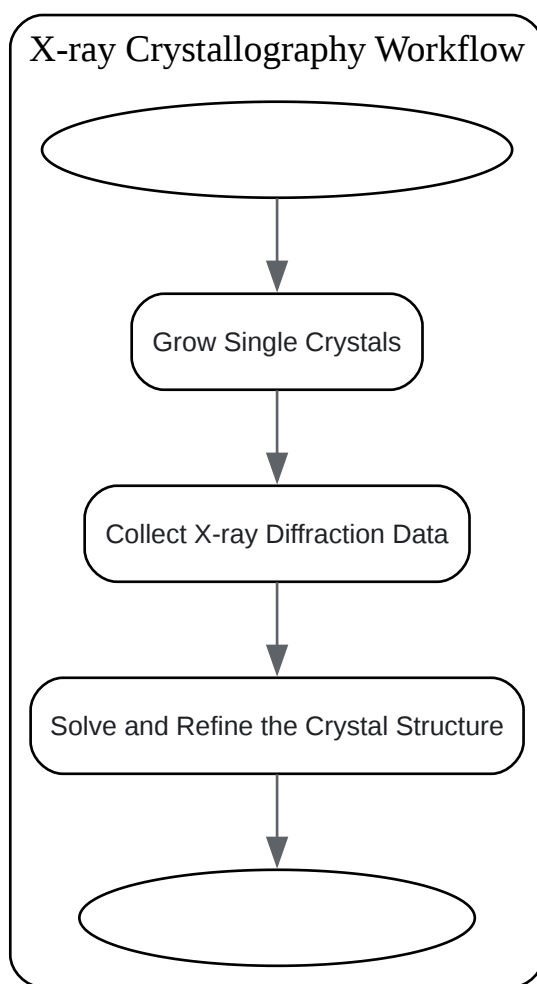 X-ray Crystallography Workflow
Grow Single Crystals
Collect X-ray Diffraction Data
Solve and Refine the Crystal Structure